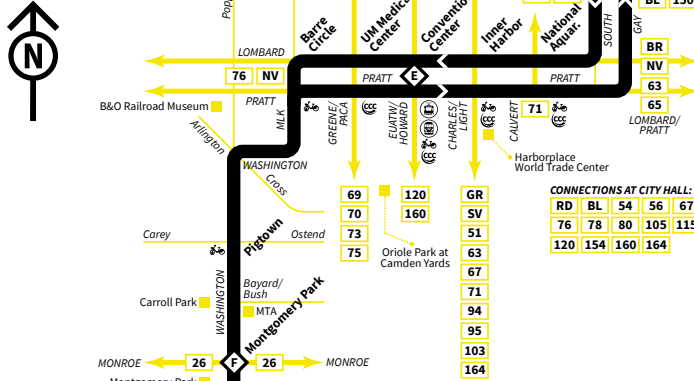 Barre
Circle
UM Medical
Center
Convention
Center
Inner
Harbor
National
Aquar.
SOUTH
GAY
BL
N
LOMBARD
BR
76 NV
PRATT
E
PRATT
NV
63
B&O Railroad Museum
PRATT
MLK
GREENE/
PACA
EUATW/
HOWARD
CHARLES/
LIGHT
CALVERT
71
65
LOMBARD/
PRATT
Arlington
WASHINGTON
Cross
Harborplace
World Trade Center
69
70
73
75
120
160
GR
SV
51
63
67
71
94
95
103
164
CONNECTIONS AT CITY HALL:
RD BL 54 56 67
76 78 80 105 115
120 154 160 164
Carey
Pigtown
Ostend
Oriole Park at
Camden Yards
WASHINGTON
Bayard/
Bush
Carroll Park
MTA
Montgomery Park
MONROE 26 F 26 MONROE